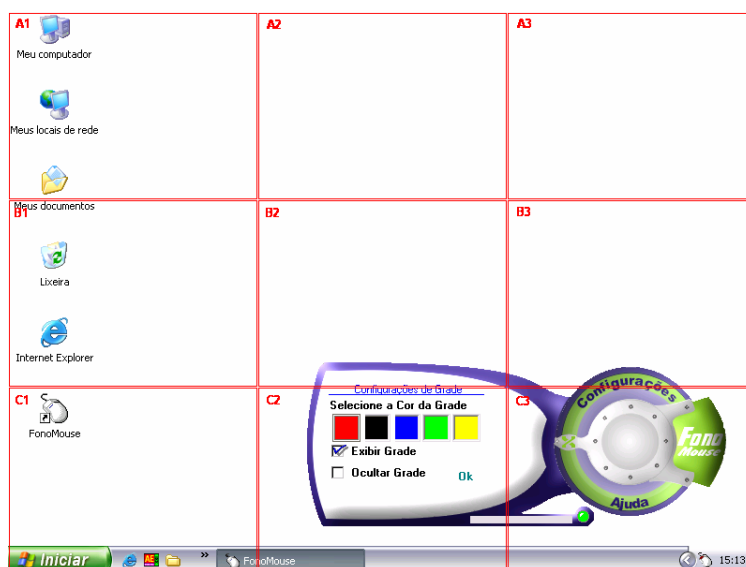 A1
A2
A3
Meu computador
Meus locais de rede
Meus documentos
B1
B2
B3
Lixeira
Internet Explorer
C1
C2
C3
FonoMouse
Configurações de Grade
Selecione a Cor da Grade
Exibir Grade
Ocultar Grade
Ok
Configurações
Fono
Mouse
Ajuda
Iniciar
AE
»
FonoMouse
15:13